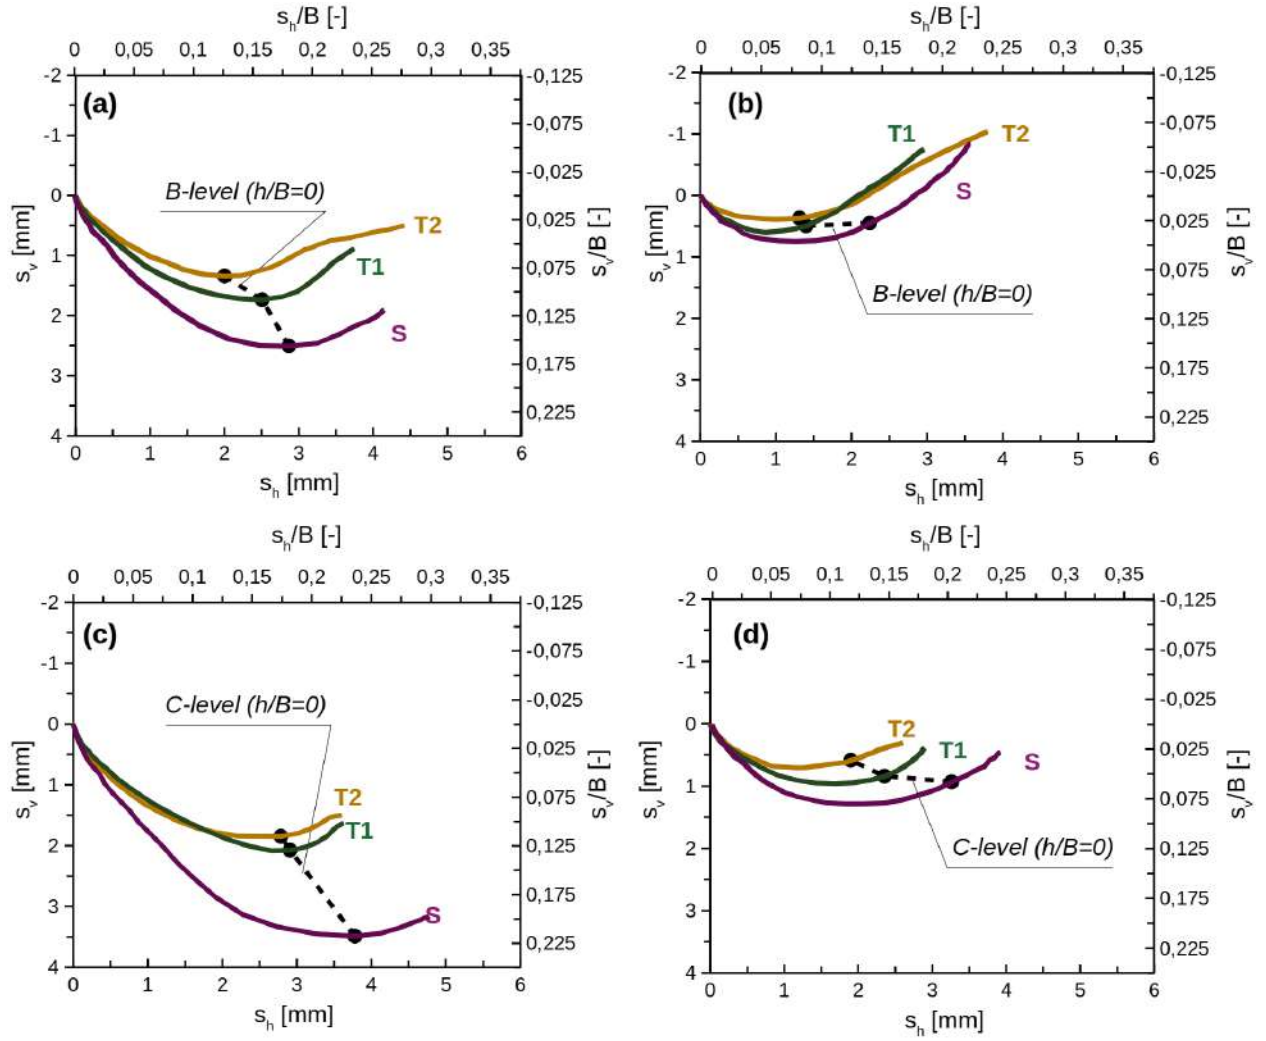 s_h/B [-]
0 0,05 0,1 0,15 0,2 0,25 0,3 0,35
(a)
-2
-1
0
1
2
3
4
s_v [mm]
B-level (h/B=0)
T2
T1
S
-0,125
-0,075
-0,025
0,025
0,075
0,125
0,175
0,225
s_v/B [-]
0 1 2 3 4 5 6
s_h [mm]
s_h/B [-]
0 0,05 0,1 0,15 0,2 0,25 0,3 0,35
(b)
-2
-1
0
1
2
3
4
s_v [mm]
T1
T2
S
B-level (h/B=0)
-0,125
-0,075
-0,025
0,025
0,075
0,125
0,175
0,225
s_v/B [-]
0 1 2 3 4 5 6
s_h [mm]
s_h/B [-]
0 0,05 0,1 0,15 0,2 0,25 0,3 0,35
(c)
-2
-1
0
1
2
3
4
s_v [mm]
C-level (h/B=0)
T2
T1
S
-0,125
-0,075
-0,025
0,025
0,075
0,125
0,175
0,225
s_v/B [-]
0 1 2 3 4 5 6
s_h [mm]
s_h/B [-]
0 0,05 0,1 0,15 0,2 0,25 0,3 0,35
(d)
-2
-1
0
1
2
3
4
s_v [mm]
T2
T1
S
C-level (h/B=0)
-0,125
-0,075
-0,025
0,025
0,075
0,125
0,175
0,225
s_v/B [-]
0 1 2 3 4 5 6
s_h [mm]